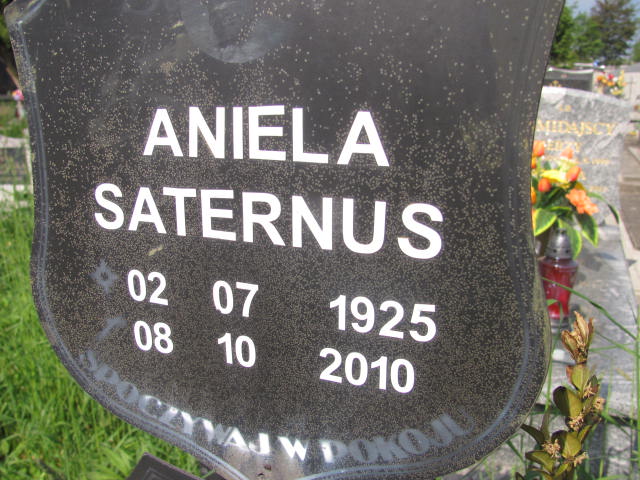 ANIELA
SATERNUS
02 07 1925
08 10 2010
SPOCZYWAJ W POKOJU